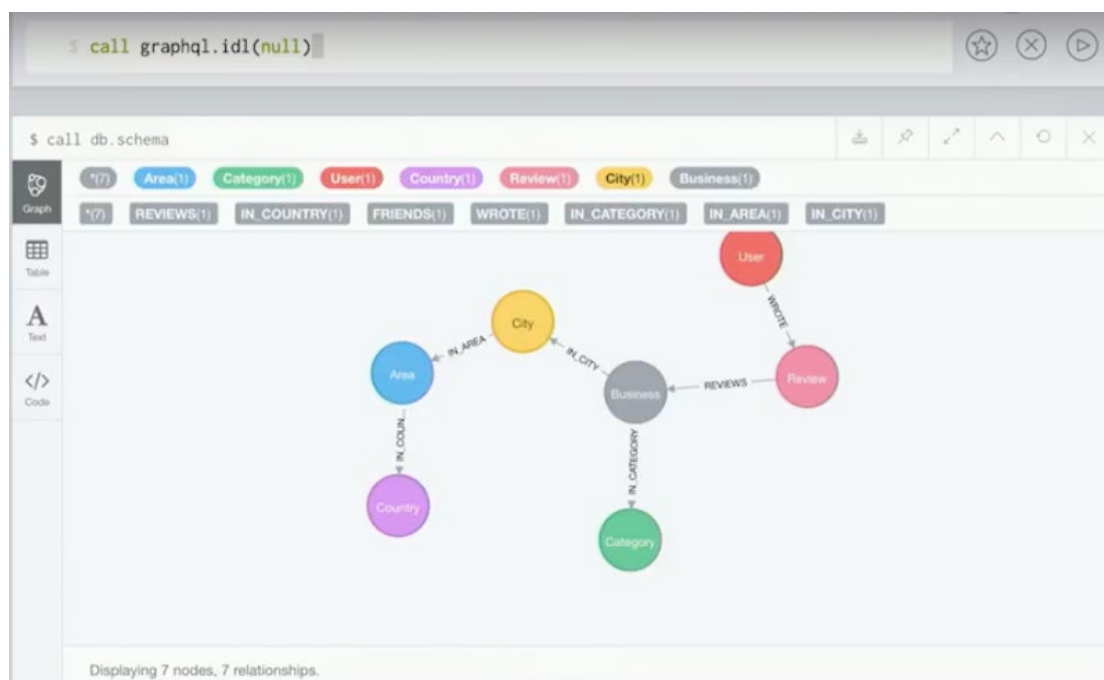 $ call graphql.idl(null)
$ call db.schema
*(7) Area(1) Category(1) User(1) Country(1) Review(1) City(1) Business(1)
Graph
*(7) REVIEWS(1) IN_COUNTRY(1) FRIENDS(1) WROTE(1) IN_CATEGORY(1) IN_AREA(1) IN_CITY(1)
Table
A
Text
</>
Code
User
WROTE
City
IN_AREA
IN_CITY
Area
Review
REVIEWS
Business
IN_COUN...
IN_CATEGORY
Country
Category
Displaying 7 nodes, 7 relationships.